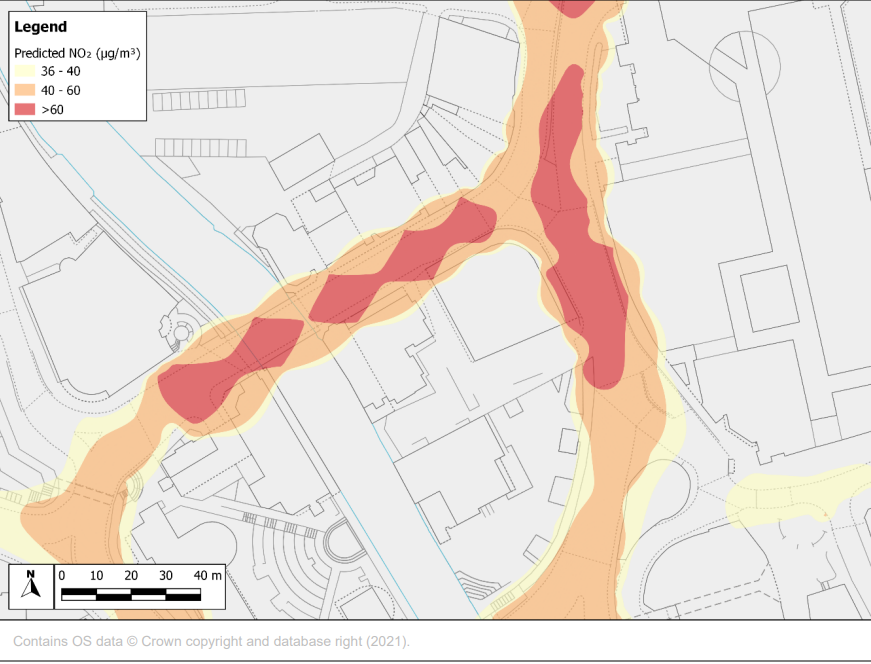 Legend
Predicted NO₂ (µg/m³)
36 - 40
40 - 60
>60
N
0 10 20 30 40 m
Contains OS data © Crown copyright and database right (2021).